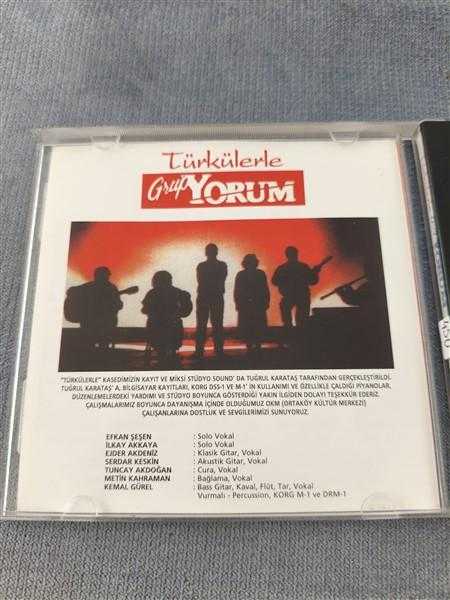 Türkülerle
Grup YORUM
"TÜRKÜLERLE" KASEDİMİZİN KAYIT VE MİKSİ STÜDYO SOUND' DA TUĞRUL KARATAŞ TARAFINDAN GERÇEKLEŞTİRİLDİ.
TUĞRUL KARATAŞ' A, BİLGİSAYAR KAYITLARI, KORG DSS-1 VE M-1' İN KULLANIMI VE ÖZELLİKLE ÇALDIĞI PİYANOLAR,
DÜZENLEMELERDEKİ YARDIMI VE STÜDYO BOYUNCA GÖSTERDİĞİ YAKIN İLGİDEN DOLAYI TEŞEKKÜR EDERİZ.
ÇALIŞMALARIMIZ BOYUNCA DAYANIŞMA İÇİNDE OLDUĞUMUZ OKM (ORTAKÖY KÜLTÜR MERKEZİ)
ÇALIŞANLARINA DOSTLUK VE SEVGİLERİMİZİ SUNUYORUZ.
EFKAN ŞEŞEN : Solo Vokal
İLKAY AKKAYA : Solo Vokal
EJDER AKDENİZ : Klasik Gitar, Vokal
SERDAR KESKİN : Akustik Gitar, Vokal
TUNCAY AKDOĞAN : Cura, Vokal
METİN KAHRAMAN : Bağlama, Vokal
KEMAL GÜREL : Bass Gitar, Kaval, Flüt, Tar, Vokal
Vurmalı - Percussion, KORG M-1 ve DRM-1
450